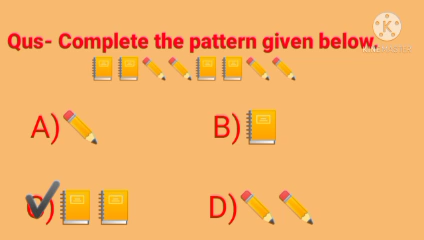 Qus- Complete the pattern given below.
A)
B)
C)
D)